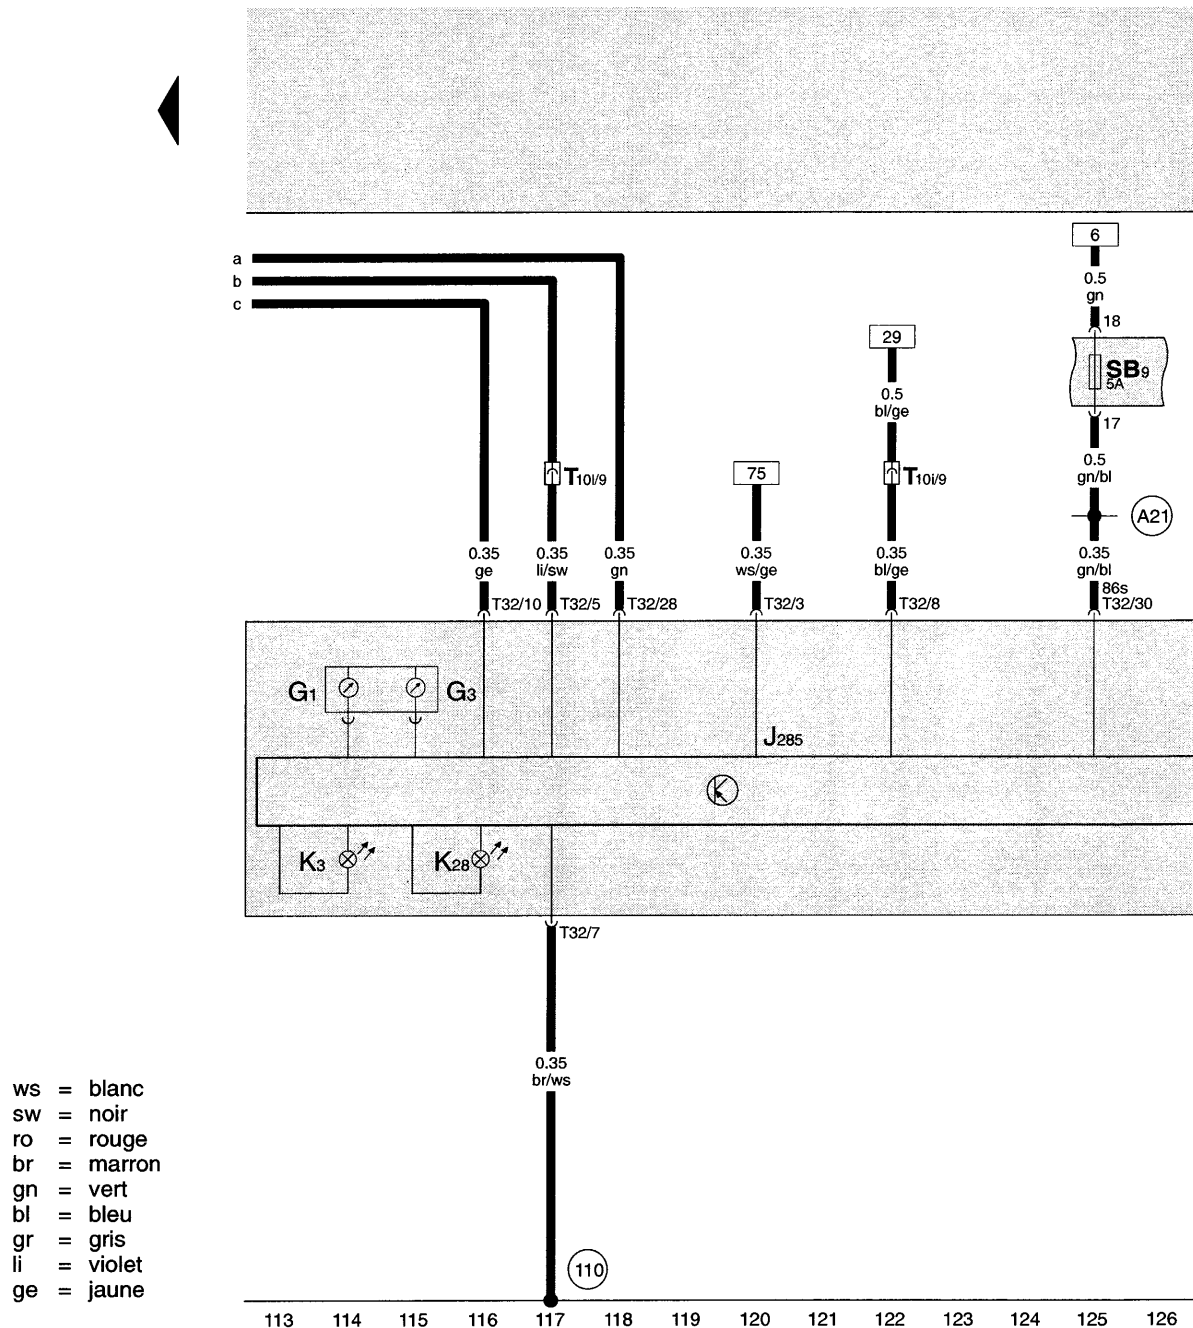 6
a
b
c
0.5
gn
18
29
SB9
5A
0.5
bl/ge
17
0.5
gn/bl
T10l/9
75
T10i/9
A21
0.35
ge
0.35
li/sw
0.35
gn
0.35
ws/ge
0.35
bl/ge
0.35
gn/bl
86s
T32/10
T32/5
T32/28
T32/3
T32/8
T32/30
G1
G3
J285
K3
K28
T32/7
0.35
br/ws
ws = blanc
sw = noir
ro = rouge
br = marron
gn = vert
bl = bleu
gr = gris
li = violet
ge = jaune
110
113 114 115 116 117 118 119 120 121 122 123 124 125 126